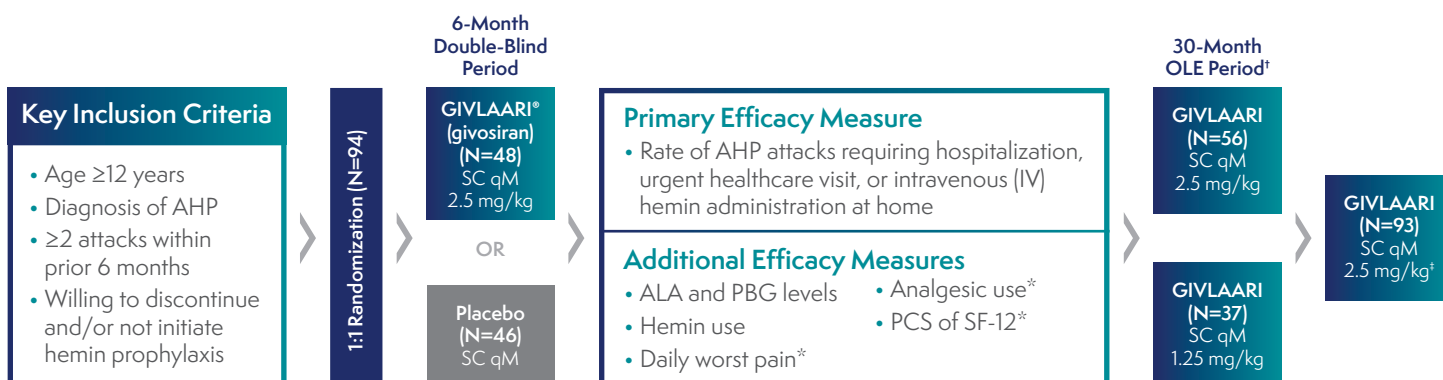 Key Inclusion Criteria
• Age ≥12 years
• Diagnosis of AHP
• ≥2 attacks within
prior 6 months
• Willing to discontinue
and/or not initiate
hemin prophylaxis
1:1 Randomization (N=94)
6-Month
Double-Blind
Period
GIVLAARI®
(givosiran)
(N=48)
SC qM
2.5 mg/kg
OR
Placebo
(N=46)
SC qM
Primary Efficacy Measure
• Rate of AHP attacks requiring hospitalization,
urgent healthcare visit, or intravenous (IV)
hemin administration at home
Additional Efficacy Measures
• ALA and PBG levels
• Hemin use
• Daily worst pain*
• Analgesic use*
• PCS of SF-12*
30-Month
OLE Period†
GIVLAARI
(N=56)
SC qM
2.5 mg/kg
GIVLAARI
(N=37)
SC qM
1.25 mg/kg
GIVLAARI
(N=93)
SC qM
2.5 mg/kg‡